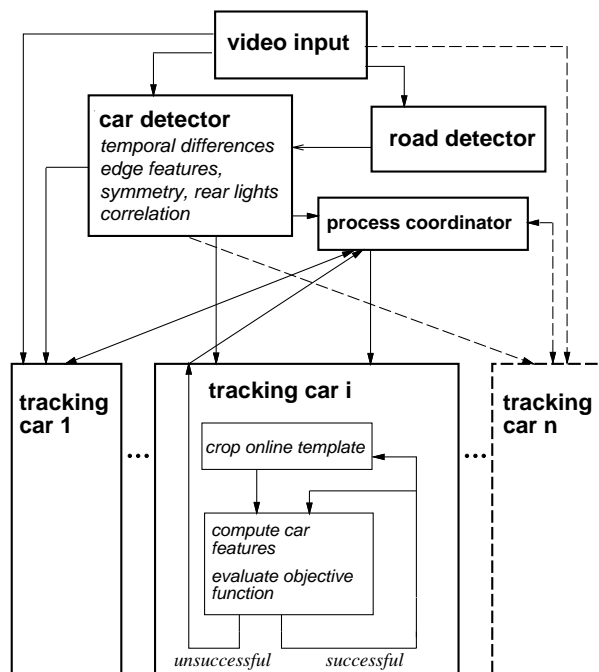 video input
car detector
temporal differences
edge features,
symmetry, rear lights
correlation
road detector
process coordinator
tracking
car 1
...
tracking car i
crop online template
compute car
features
evaluate objective
function
unsuccessful
successful
...
tracking
car n